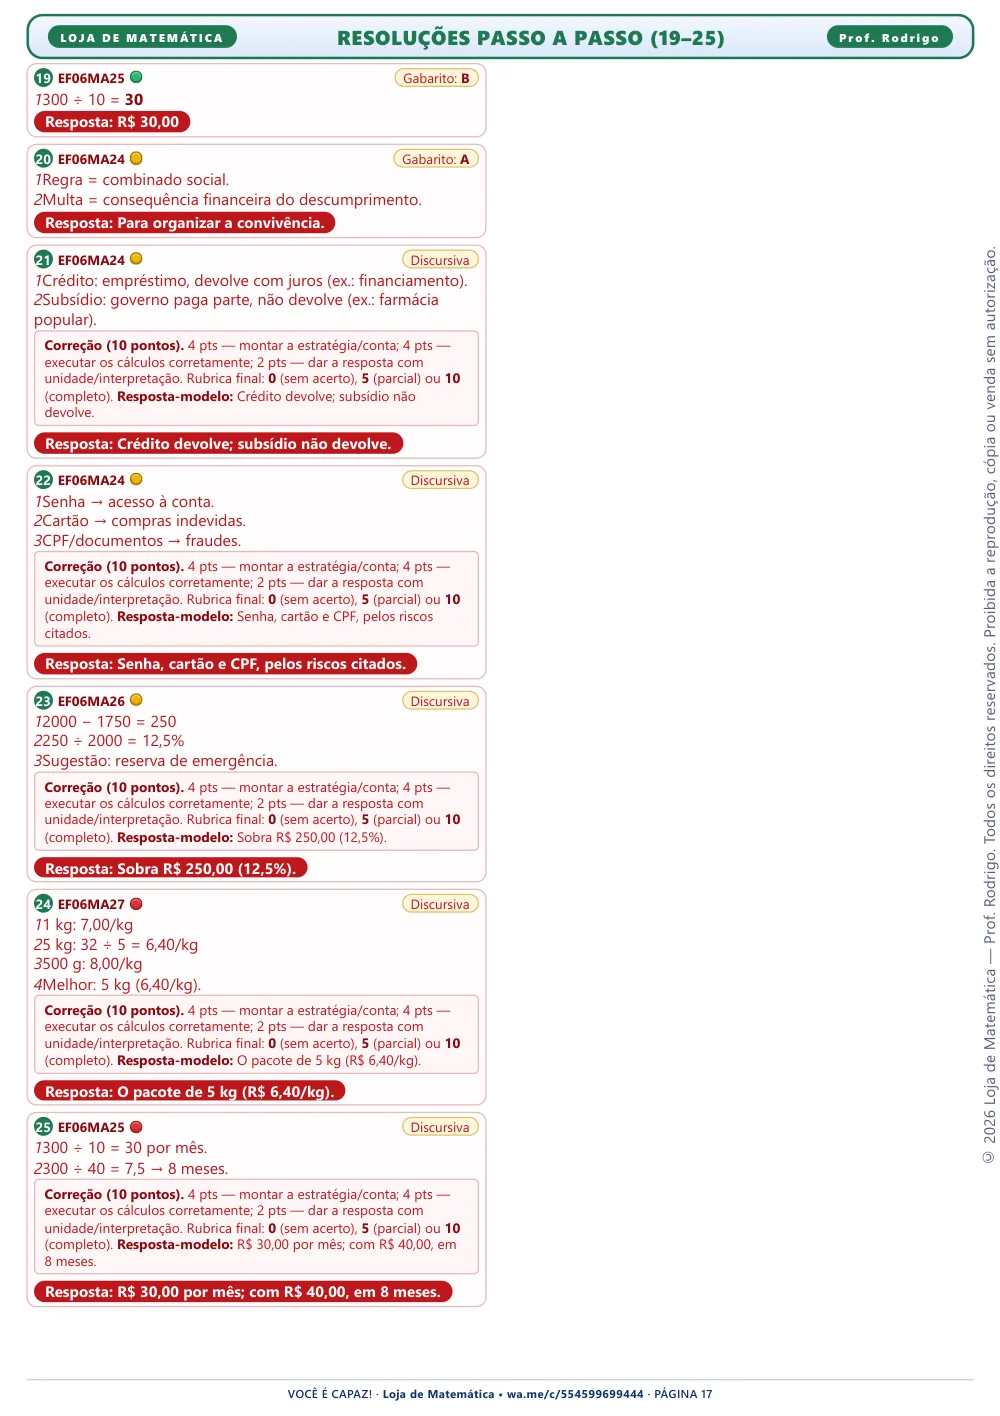 LOJA DE MATEMÁTICA
RESOLUÇÕES PASSO A PASSO (19–25)
Prof. Rodrigo
19 EF06MA25 Gabarito: B
1300 ÷ 10 = 30
Resposta: R$ 30,00
20 EF06MA24 Gabarito: A
1Regra = combinado social.
2Multa = consequência financeira do descumprimento.
Resposta: Para organizar a convivência.
21 EF06MA24 Discursiva
1Crédito: empréstimo, devolve com juros (ex.: financiamento).
2Subsídio: governo paga parte, não devolve (ex.: farmácia
popular).
Correção (10 pontos). 4 pts — montar a estratégia/conta; 4 pts —
executar os cálculos corretamente; 2 pts — dar a resposta com
unidade/interpretação. Rubrica final: 0 (sem acerto), 5 (parcial) ou 10
(completo). Resposta-modelo: Crédito devolve; subsídio não
devolve.
Resposta: Crédito devolve; subsídio não devolve.
22 EF06MA24 Discursiva
1Senha → acesso à conta.
2Cartão → compras indevidas.
3CPF/documentos → fraudes.
Correção (10 pontos). 4 pts — montar a estratégia/conta; 4 pts —
executar os cálculos corretamente; 2 pts — dar a resposta com
unidade/interpretação. Rubrica final: 0 (sem acerto), 5 (parcial) ou 10
(completo). Resposta-modelo: Senha, cartão e CPF, pelos riscos
citados.
Resposta: Senha, cartão e CPF, pelos riscos citados.
23 EF06MA26 Discursiva
12000 − 1750 = 250
2250 ÷ 2000 = 12,5%
3Sugestão: reserva de emergência.
Correção (10 pontos). 4 pts — montar a estratégia/conta; 4 pts —
executar os cálculos corretamente; 2 pts — dar a resposta com
unidade/interpretação. Rubrica final: 0 (sem acerto), 5 (parcial) ou 10
(completo). Resposta-modelo: Sobra R$ 250,00 (12,5%).
Resposta: Sobra R$ 250,00 (12,5%).
24 EF06MA27 Discursiva
11 kg: 7,00/kg
25 kg: 32 ÷ 5 = 6,40/kg
3500 g: 8,00/kg
4Melhor: 5 kg (6,40/kg).
Correção (10 pontos). 4 pts — montar a estratégia/conta; 4 pts —
executar os cálculos corretamente; 2 pts — dar a resposta com
unidade/interpretação. Rubrica final: 0 (sem acerto), 5 (parcial) ou 10
(completo). Resposta-modelo: O pacote de 5 kg (R$ 6,40/kg).
Resposta: O pacote de 5 kg (R$ 6,40/kg).
25 EF06MA25 Discursiva
1300 ÷ 10 = 30 por mês.
2300 ÷ 40 = 7,5 → 8 meses.
Correção (10 pontos). 4 pts — montar a estratégia/conta; 4 pts —
executar os cálculos corretamente; 2 pts — dar a resposta com
unidade/interpretação. Rubrica final: 0 (sem acerto), 5 (parcial) ou 10
(completo). Resposta-modelo: R$ 30,00 por mês; com R$ 40,00, em
8 meses.
Resposta: R$ 30,00 por mês; com R$ 40,00, em 8 meses.
© 2026 Loja de Matemática — Prof. Rodrigo. Todos os direitos reservados. Proibida a reprodução, cópia ou venda sem autorização.
VOCÊ É CAPAZ! · Loja de Matemática • wa.me/c/554599699444 · PÁGINA 17